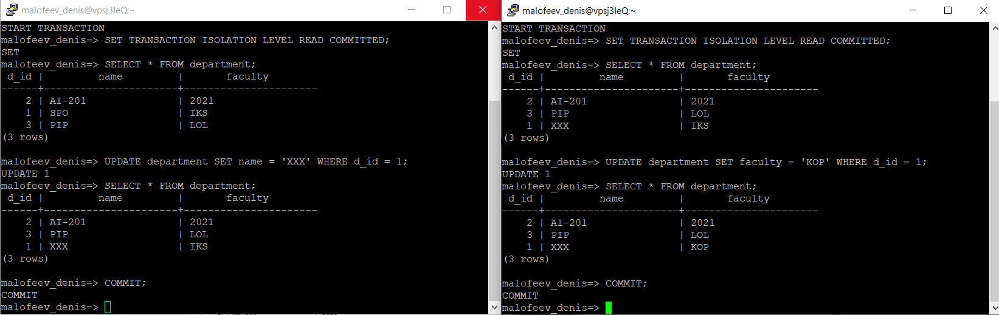 malofeev_denis@vpsj3IeQ:~
START TRANSACTION
malofeev_denis=> SET TRANSACTION ISOLATION LEVEL READ COMMITTED;
SET
malofeev_denis=> SELECT * FROM department;
 d_id |         name         |       faculty
------+----------------------+----------------------
    2 | AI-201               | 2021
    1 | SPO                  | IKS
    3 | PIP                  | LOL
(3 rows)
malofeev_denis=> UPDATE department SET name = 'XXX' WHERE d_id = 1;
UPDATE 1
malofeev_denis=> SELECT * FROM department;
 d_id |         name         |       faculty
------+----------------------+----------------------
    2 | AI-201               | 2021
    3 | PIP                  | LOL
    1 | XXX                  | IKS
(3 rows)
malofeev_denis=> COMMIT;
COMMIT
malofeev_denis=>
malofeev_denis@vpsj3IeQ:~
START TRANSACTION
malofeev_denis=> SET TRANSACTION ISOLATION LEVEL READ COMMITTED;
SET
malofeev_denis=> SELECT * FROM department;
 d_id |         name         |       faculty
------+----------------------+----------------------
    2 | AI-201               | 2021
    3 | PIP                  | LOL
    1 | XXX                  | IKS
(3 rows)
malofeev_denis=> UPDATE department SET faculty = 'KOP' WHERE d_id = 1;
UPDATE 1
malofeev_denis=> SELECT * FROM department;
 d_id |         name         |       faculty
------+----------------------+----------------------
    2 | AI-201               | 2021
    3 | PIP                  | LOL
    1 | XXX                  | KOP
(3 rows)
malofeev_denis=> COMMIT;
COMMIT
malofeev_denis=>